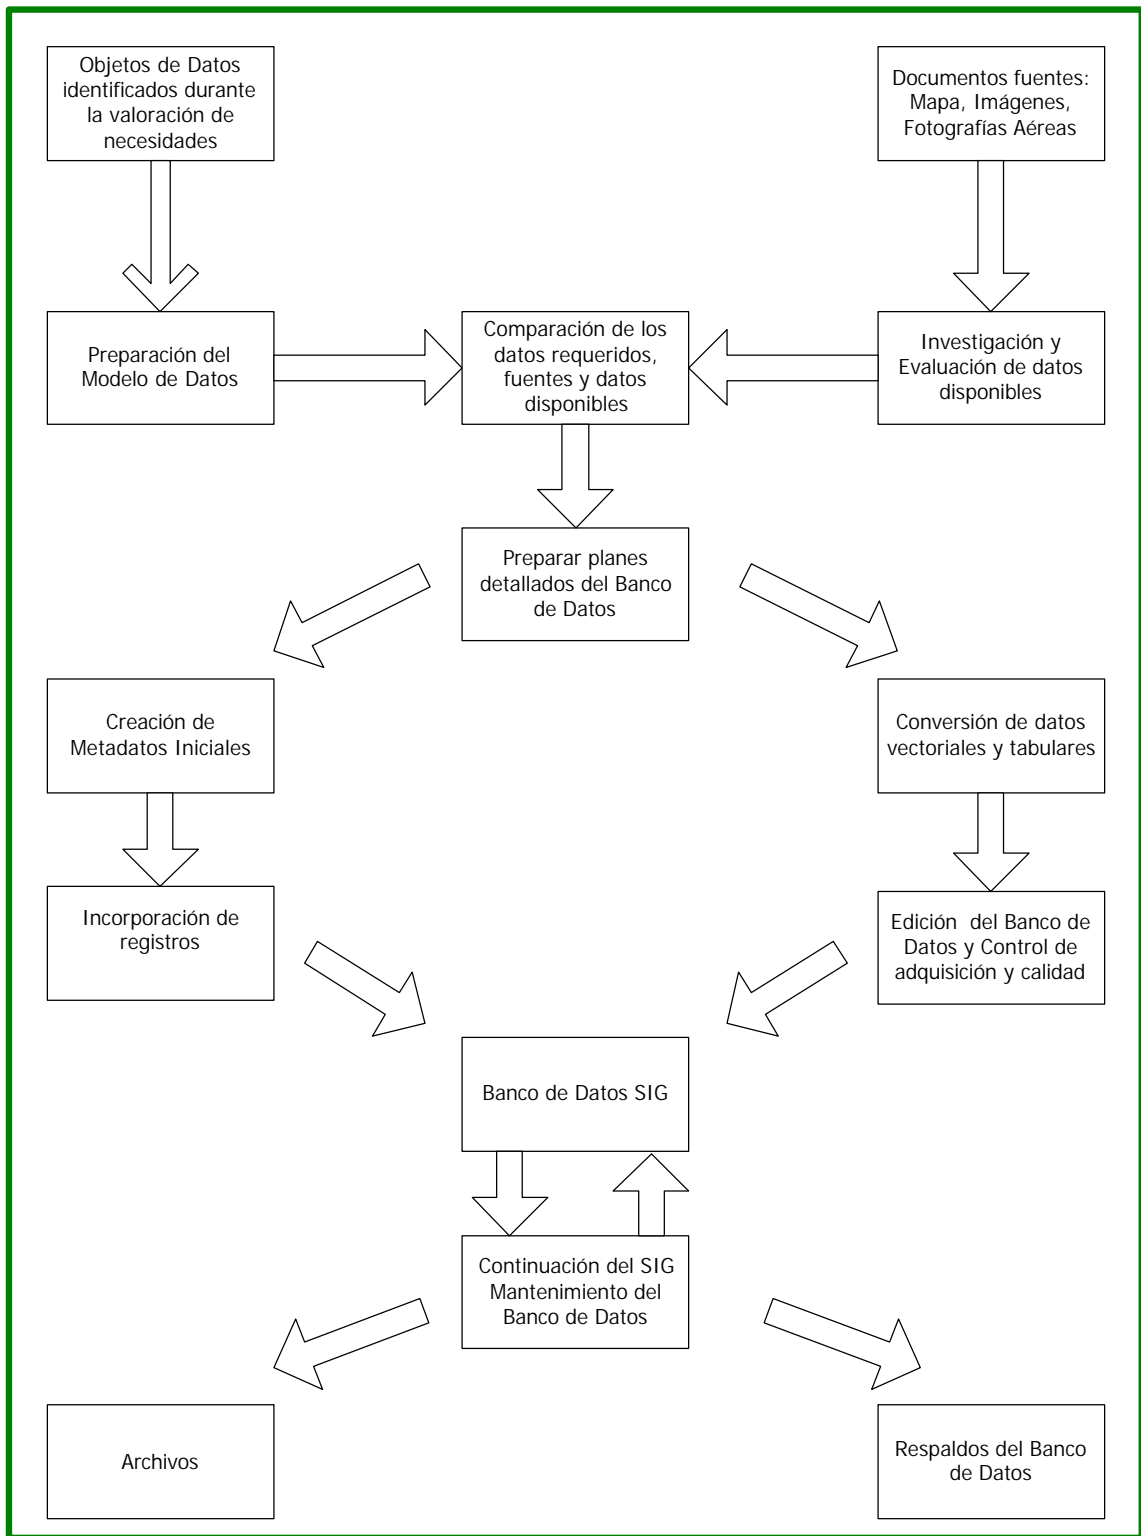 Objetos de Datos
identificados durante
la valoración de
necesidades
Documentos fuentes:
Mapa, Imágenes,
Fotografías Aéreas
Preparación del
Modelo de Datos
Comparación de los
datos requeridos,
fuentes y datos
disponibles
Investigación y
Evaluación de datos
disponibles
Preparar planes
detallados del Banco
de Datos
Creación de
Metadatos Iniciales
Conversión de datos
vectoriales y tabulares
Incorporación de
registros
Edición  del Banco de
Datos y Control de
adquisición y calidad
Banco de Datos SIG
Continuación del SIG
Mantenimiento del
Banco de Datos
Archivos
Respaldos del Banco
de Datos